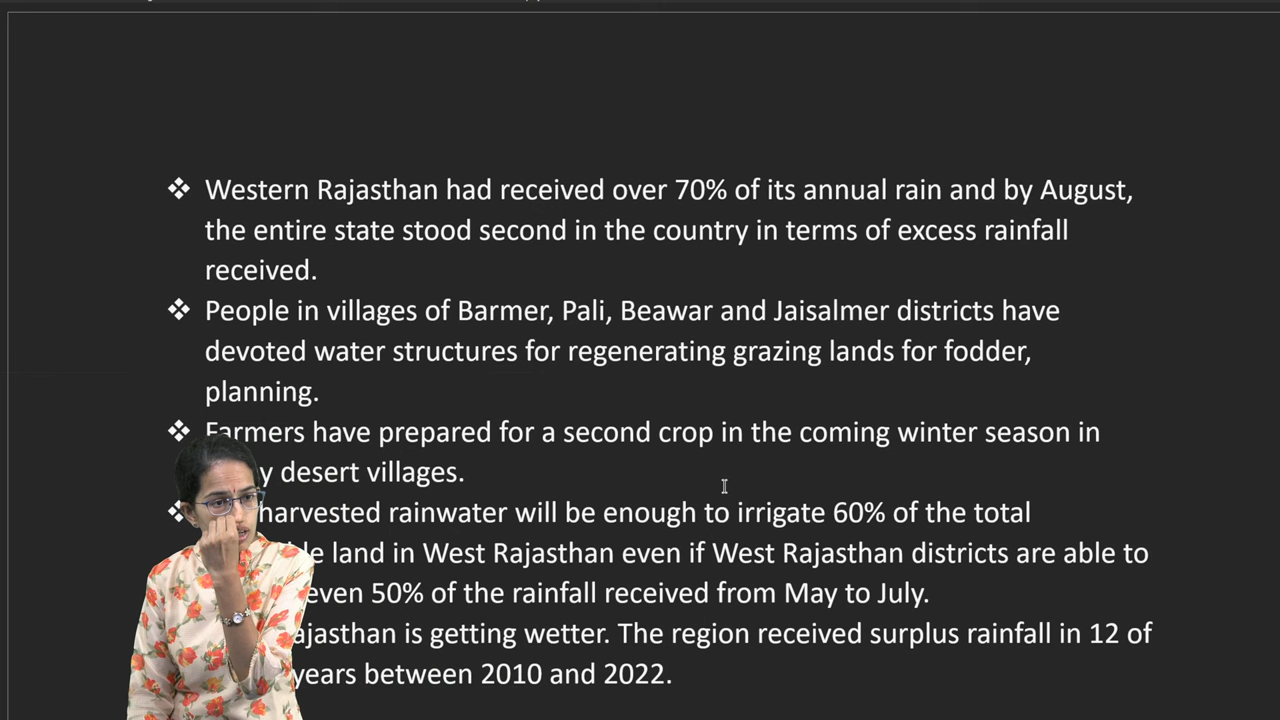 ❖ Western Rajasthan had received over 70% of its annual rain and by August,
the entire state stood second in the country in terms of excess rainfall
received.
❖ People in villages of Barmer, Pali, Beawar and Jaisalmer districts have
devoted water structures for regenerating grazing lands for fodder,
planning.
❖ Farmers have prepared for a second crop in the coming winter season in
desert villages.
❖ harvested rainwater will be enough to irrigate 60% of the total
land in West Rajasthan even if West Rajasthan districts are able to
even 50% of the rainfall received from May to July.
ajasthan is getting wetter. The region received surplus rainfall in 12 of
years between 2010 and 2022.